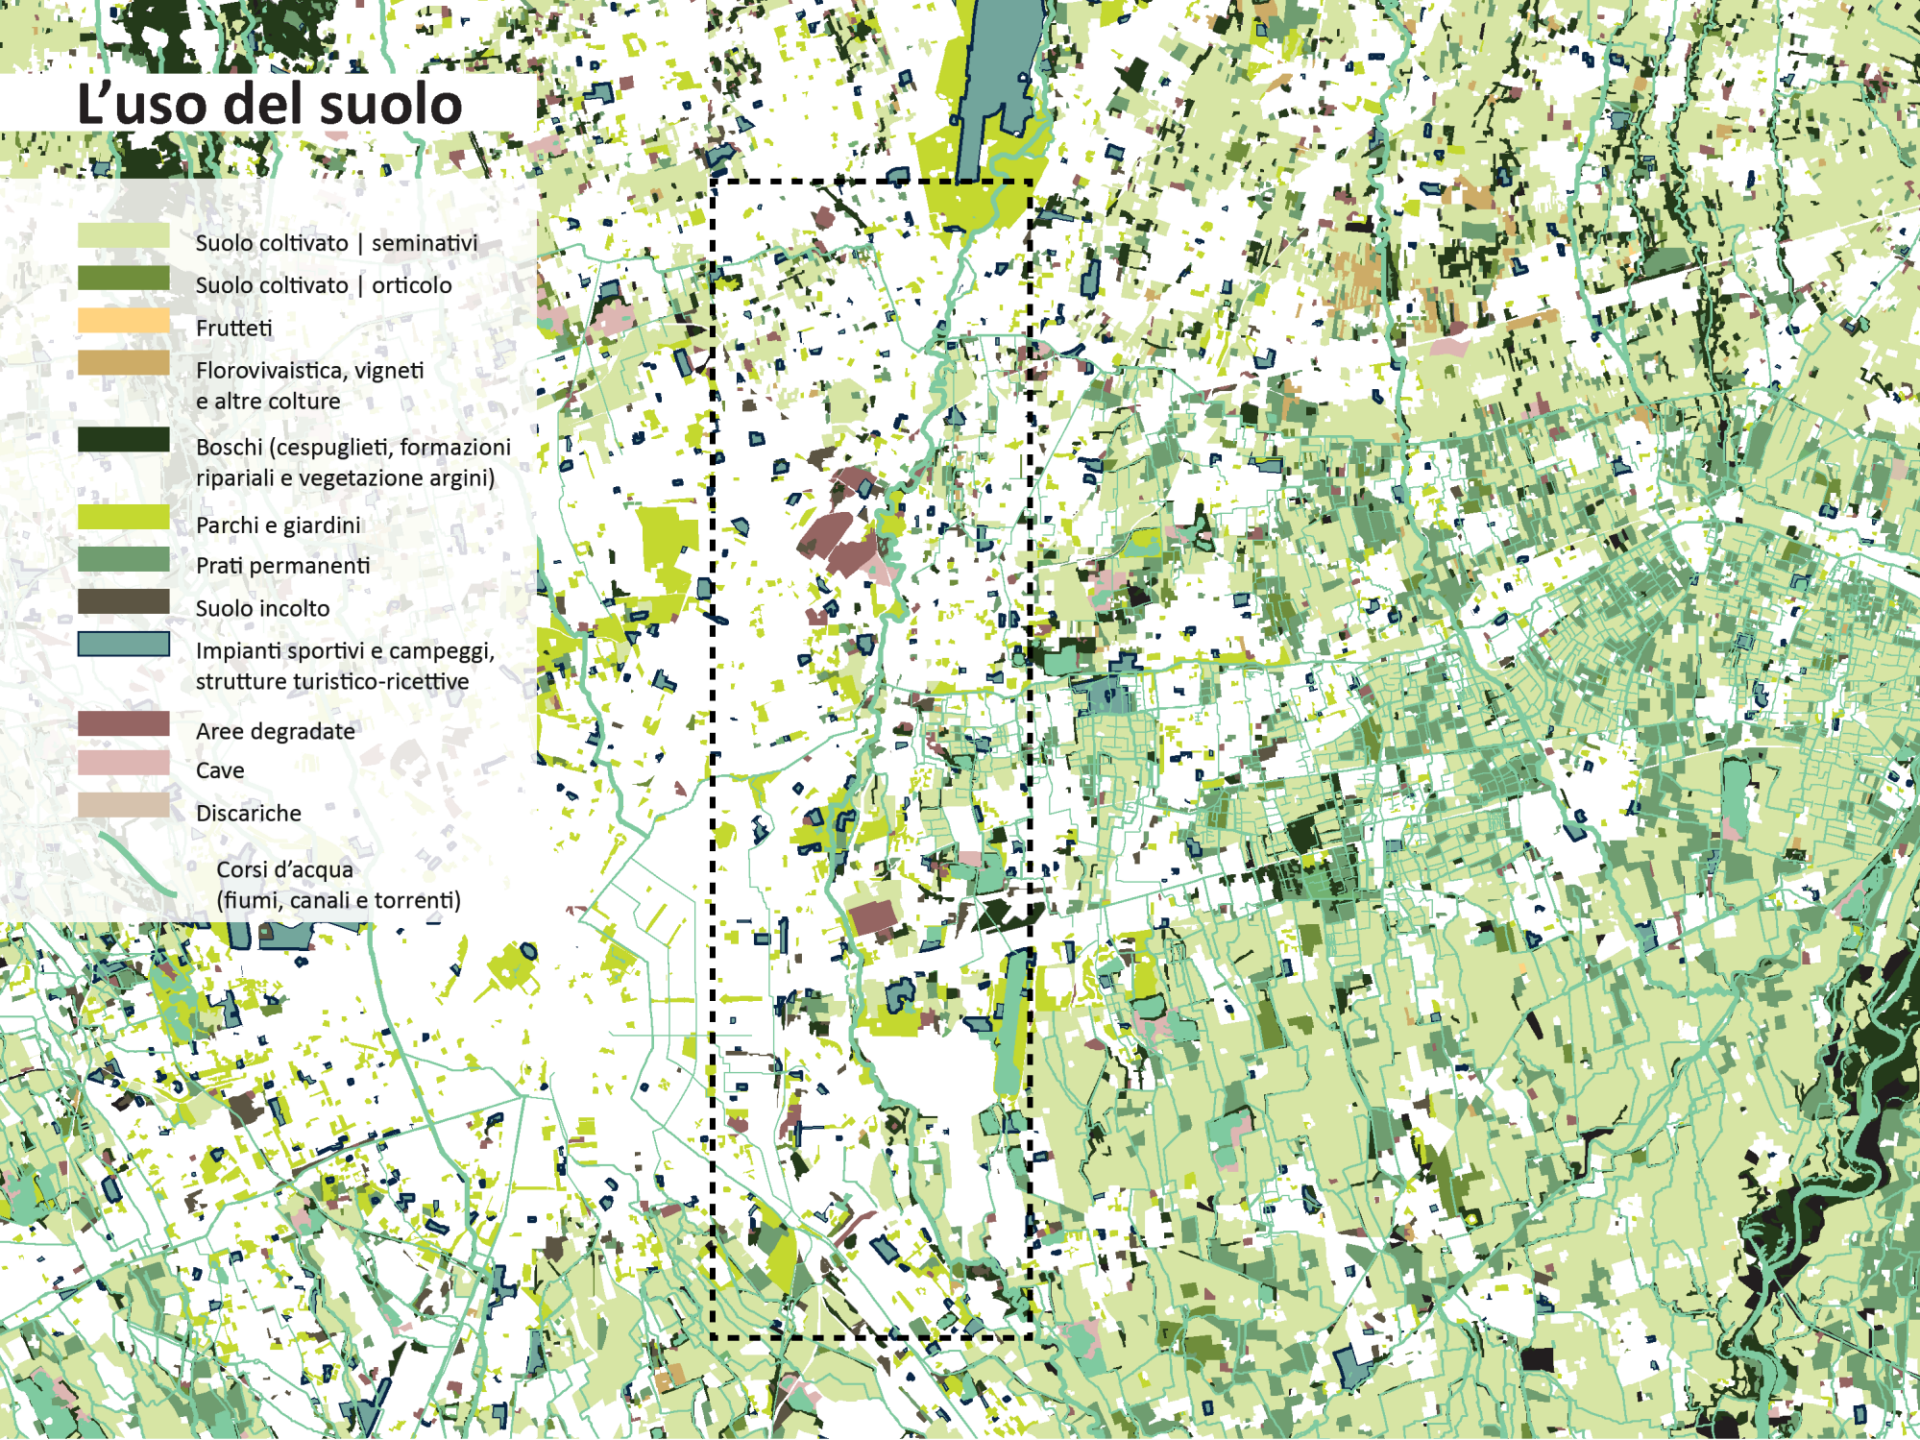 L'uso del suolo
Suolo coltivato | seminativi
Suolo coltivato | orticolo
Frutteti
Florovivaistica, vigneti
e altre colture
Boschi (cespuglieti, formazioni
ripariali e vegetazione argini)
Parchi e giardini
Prati permanenti
Suolo incolto
Impianti sportivi e campeggi,
strutture turistico-ricettive
Aree degradate
Cave
Discariche
Corsi d'acqua
(fiumi, canali e torrenti)